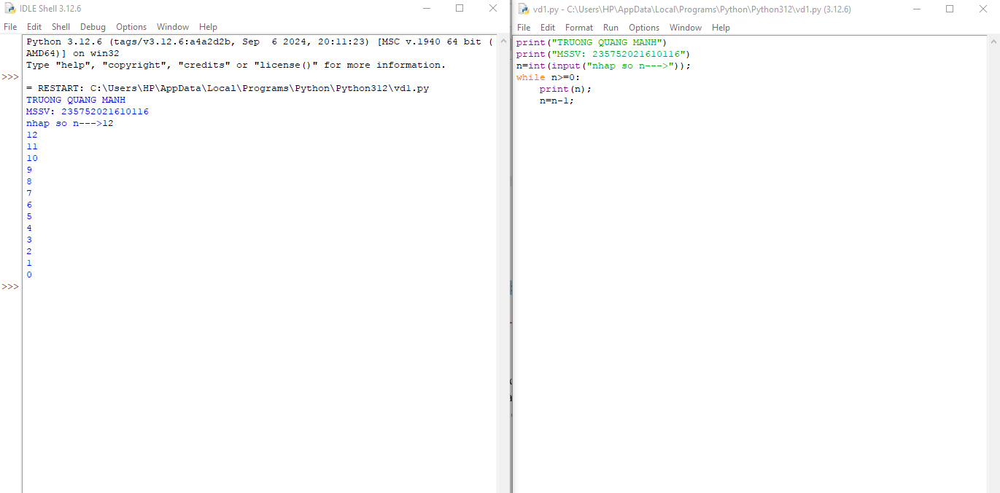 IDLE Shell 3.12.6
File Edit Shell Debug Options Window Help
Python 3.12.6 (tags/v3.12.6:a4a2d2b, Sep  6 2024, 20:11:23) [MSC v.1940 64 bit (
AMD64)] on win32
Type "help", "copyright", "credits" or "license()" for more information.
>>>
= RESTART: C:\Users\HP\AppData\Local\Programs\Python\Python312\vd1.py
TRUONG QUANG MANH
MSSV: 235752021610116
nhap so n--->12
12
11
10
9
8
7
6
5
4
3
2
1
0
>>>
vd1.py - C:\Users\HP\AppData\Local\Programs\Python\Python312\vd1.py (3.12.6)
File Edit Format Run Options Window Help
print("TRUONG QUANG MANH")
print("MSSV: 235752021610116")
n=int(input("nhap so n--->"));
while n>=0:
    print(n);
    n=n-1;